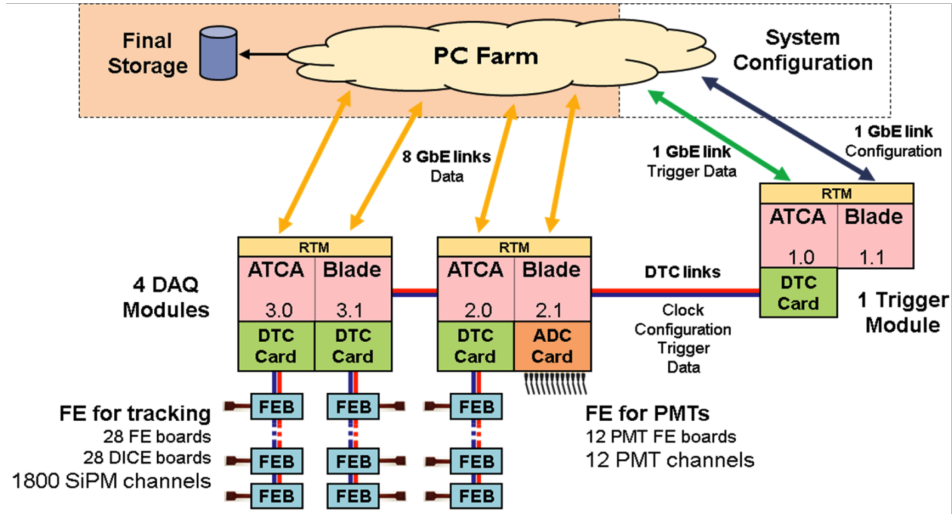 Final
Storage
PC Farm
System
Configuration
8 GbE links
Data
1 GbE link
Trigger Data
1 GbE link
Configuration
4 DAQ
Modules
RTM
ATCA Blade
3.0 3.1
DTC
Card
DTC
Card
RTM
ATCA Blade
2.0 2.1
DTC
Card
ADC
Card
DTC links
Clock
Configuration
Trigger
Data
RTM
ATCA Blade
1.0 1.1
DTC
Card
1 Trigger
Module
FE for tracking
28 FE boards
28 DICE boards
1800 SiPM channels
FEB
FEB
FEB
FEB
FEB
FEB
FEB
FEB
FEB
FE for PMTs
12 PMT FE boards
12 PMT channels